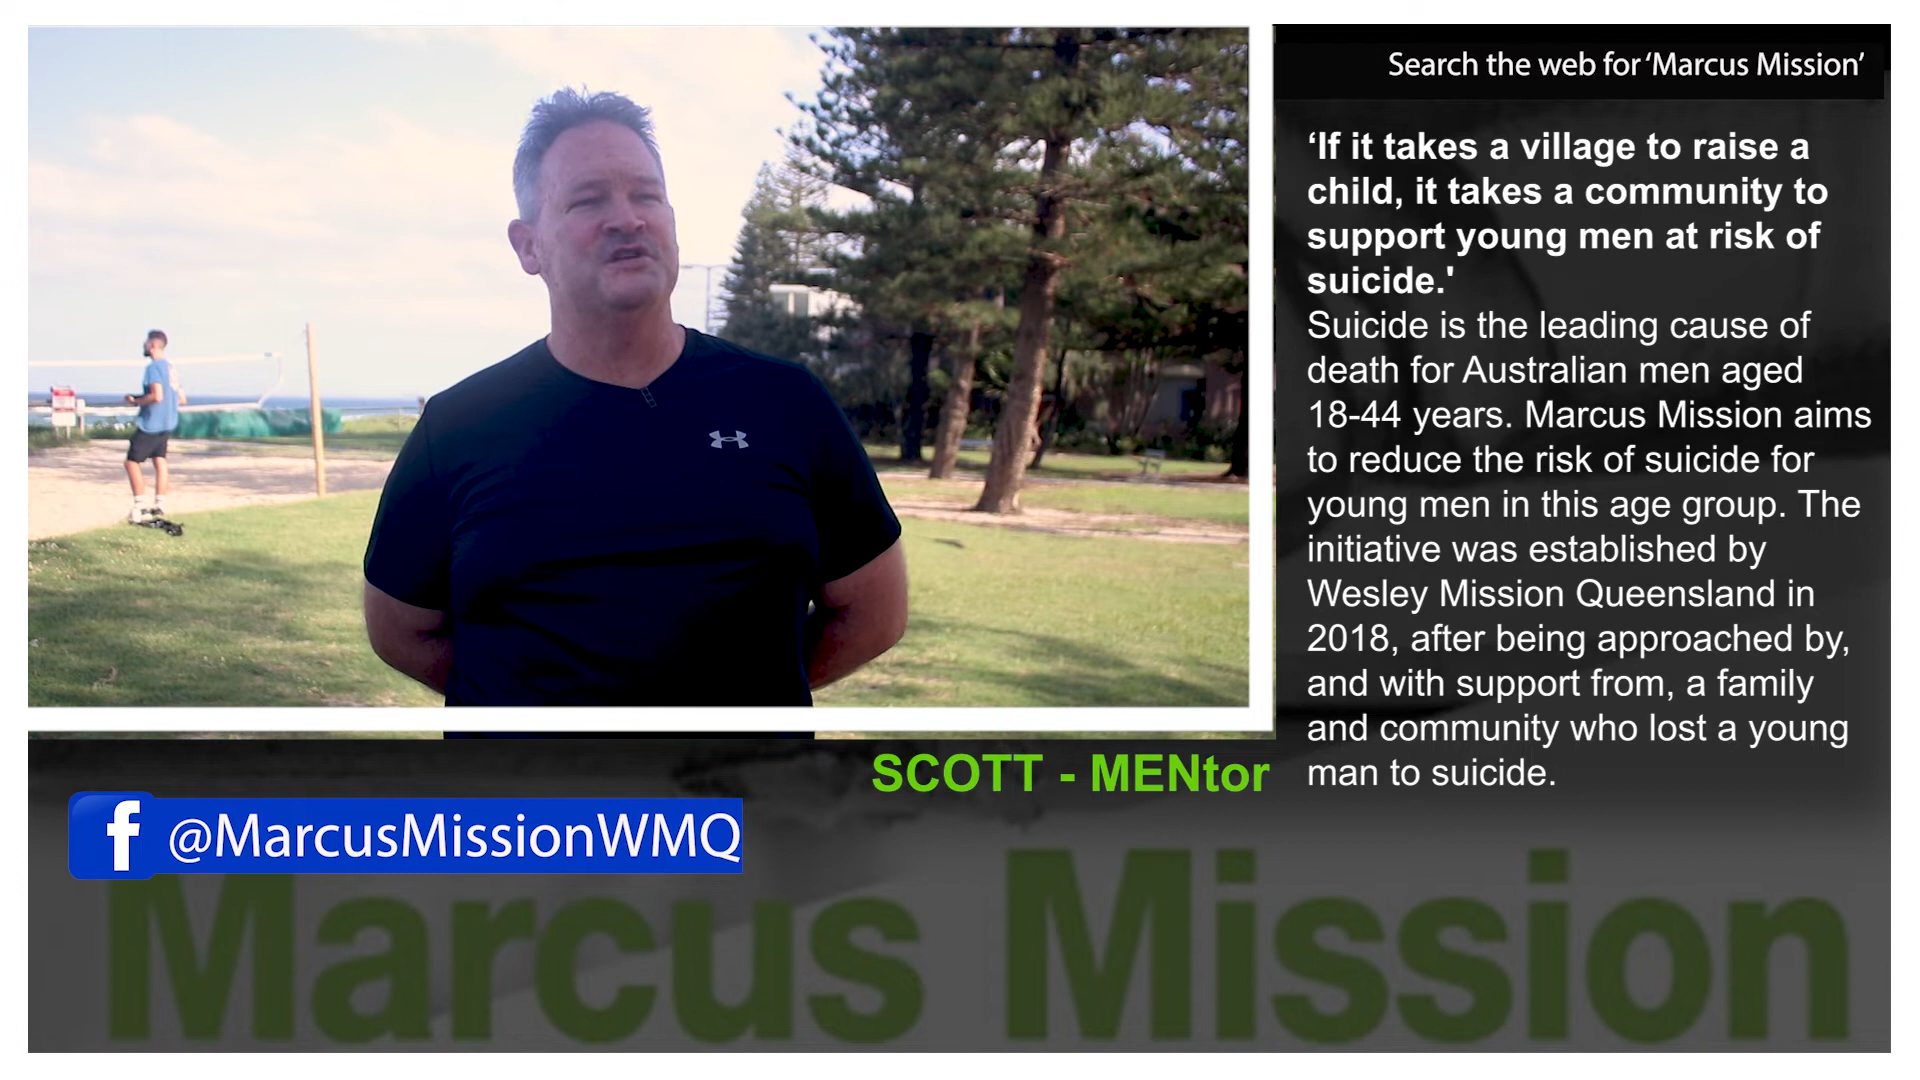 Search the web for ‘Marcus Mission’
‘If it takes a village to raise a
child, it takes a community to
support young men at risk of
suicide.'
Suicide is the leading cause of
death for Australian men aged
18-44 years. Marcus Mission aims
to reduce the risk of suicide for
young men in this age group. The
initiative was established by
Wesley Mission Queensland in
2018, after being approached by,
and with support from, a family
and community who lost a young
man to suicide.
SCOTT - MENtor
f @MarcusMissionWMQ
Marcus Mission